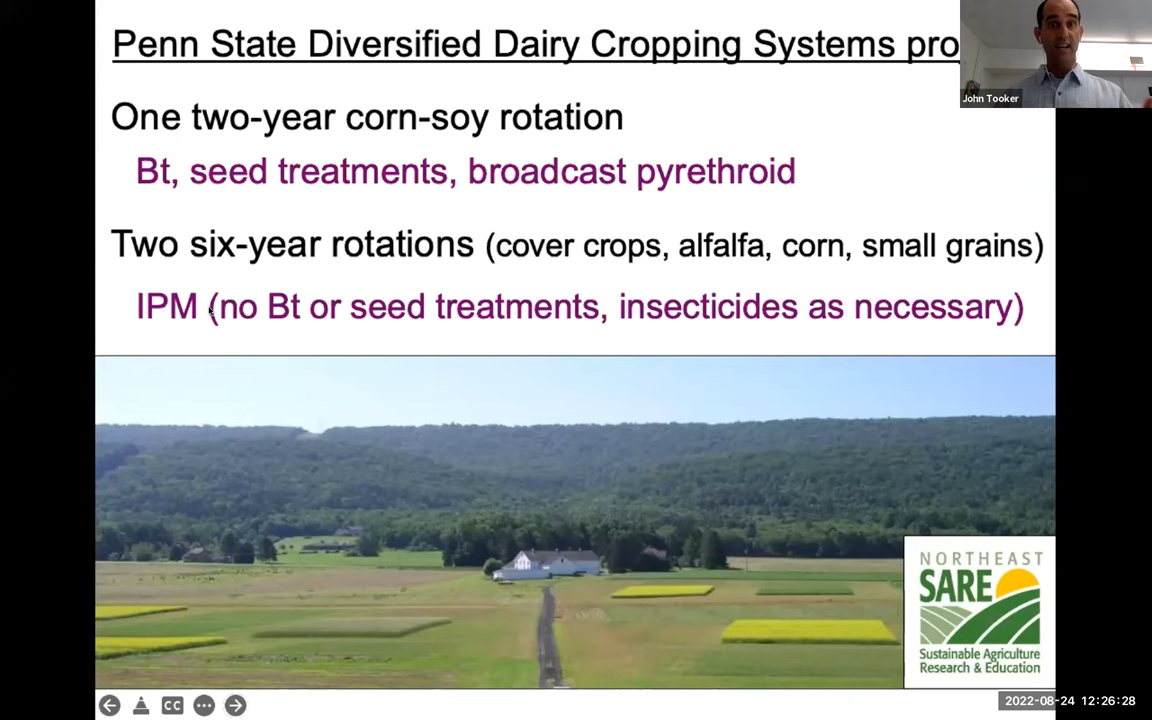 Penn State Diversified Dairy Cropping Systems pro
John Tooker
One two-year corn-soy rotation
Bt, seed treatments, broadcast pyrethroid
Two six-year rotations (cover crops, alfalfa, corn, small grains)
IPM (no Bt or seed treatments, insecticides as necessary)
NORTHEAST
SARE
Sustainable Agriculture
Research & Education
CC
2022-08-24 12:26:28